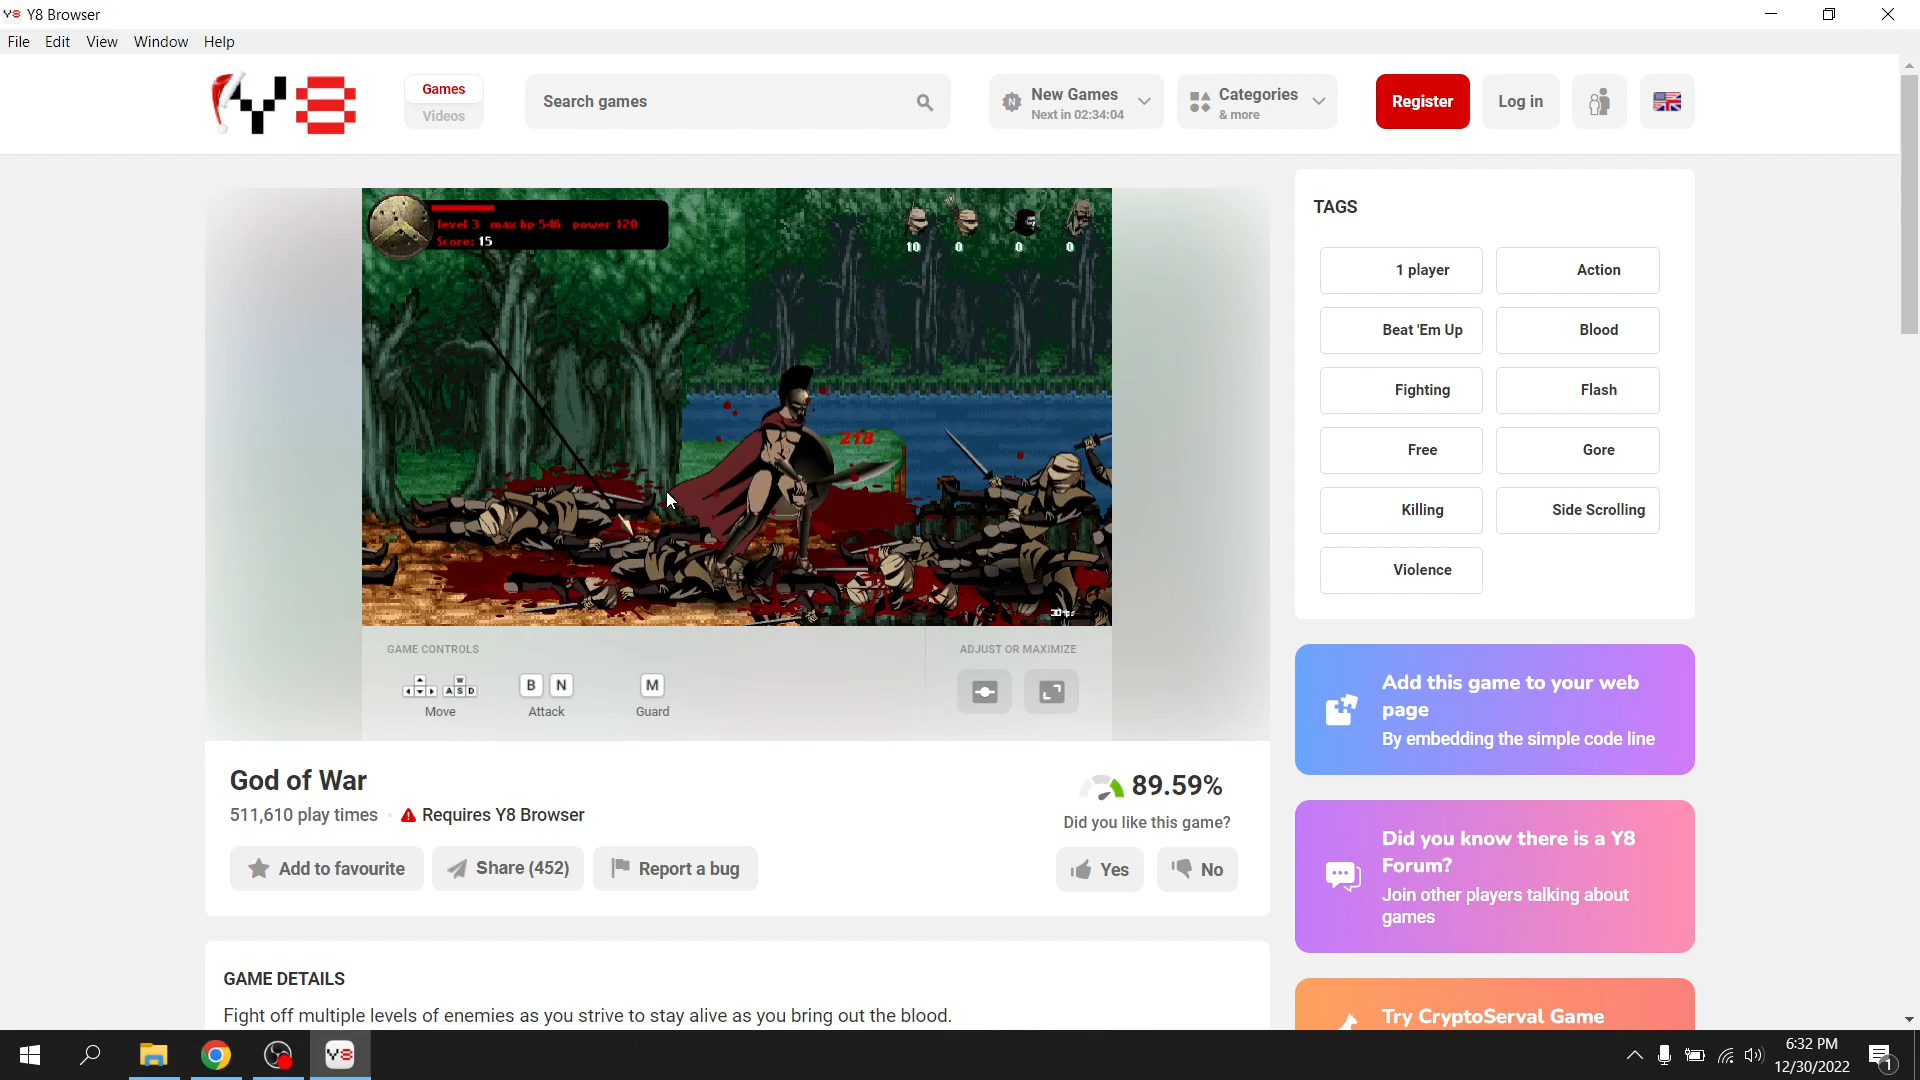 Y8 Browser
File Edit View Window Help
Y8
Games
Videos
Search games
New Games
Next in 02:34:04
Categories
& more
Register
Log in
level 3 max hp 546 power 120
Score: 15
10 0 0 0
218
GAME CONTROLS
W
A S D
Move
B N
Attack
M
Guard
ADJUST OR MAXIMIZE
God of War
511,610 play times
Requires Y8 Browser
89.59%
Did you like this game?
Add to favourite
Share (452)
Report a bug
Yes
No
GAME DETAILS
Fight off multiple levels of enemies as you strive to stay alive as you bring out the blood.
TAGS
1 player
Action
Beat 'Em Up
Blood
Fighting
Flash
Free
Gore
Killing
Side Scrolling
Violence
Add this game to your web
page
By embedding the simple code line
Did you know there is a Y8
Forum?
Join other players talking about
games
Try CryptoServal Game
6:32 PM
12/30/2022
1